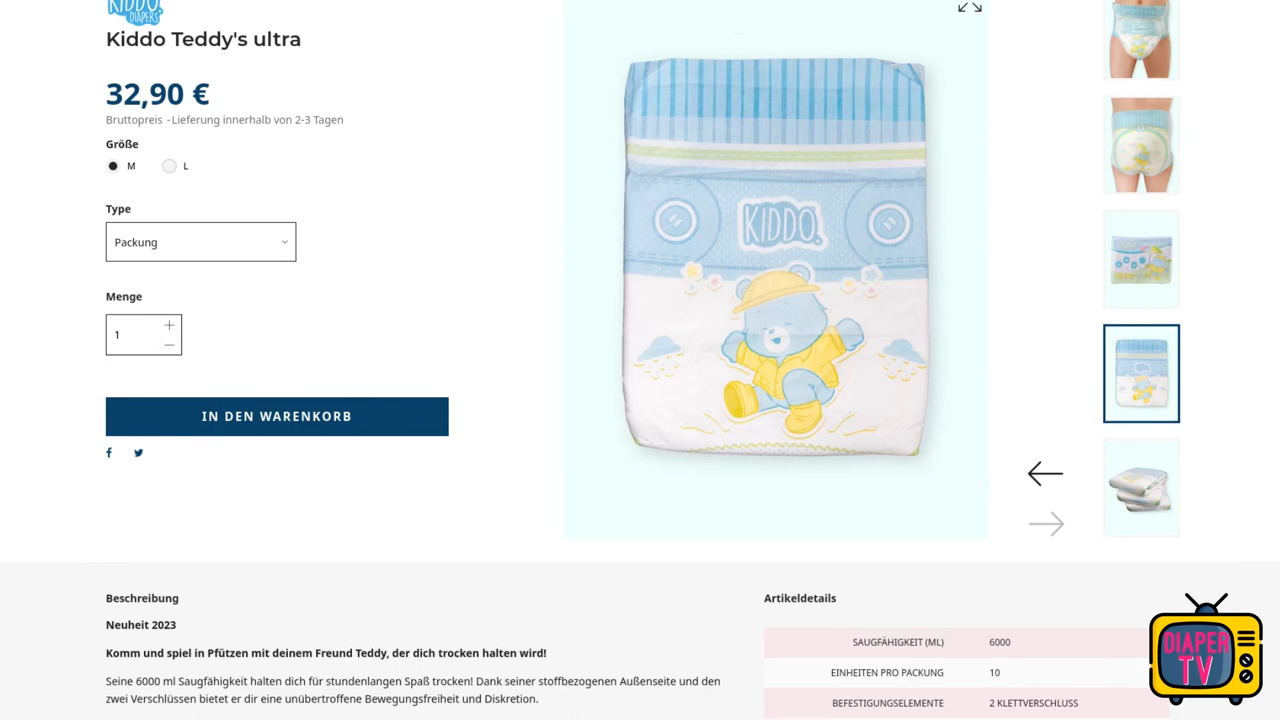 KIDDO
DIAPERS
Kiddo Teddy's ultra
32,90 €
Bruttopreis - Lieferung innerhalb von 2-3 Tagen
Größe
M
L
Type
Packung
Menge
1
IN DEN WARENKORB
KIDDO.
Beschreibung
Neuheit 2023
Komm und spiel in Pfützen mit deinem Freund Teddy, der dich trocken halten wird!
Seine 6000 ml Saugfähigkeit halten dich für stundenlangen Spaß trocken! Dank seiner stoffbezogenen Außenseite und den
zwei Verschlüssen bietet er dir eine unübertroffene Bewegungsfreiheit und Diskretion.
Artikeldetails
SAUGFÄHIGKEIT (ML) 6000
EINHEITEN PRO PACKUNG 10
BEFESTIGUNGSELEMENTE 2 KLETTVERSCHLUSS
DIAPER
TV